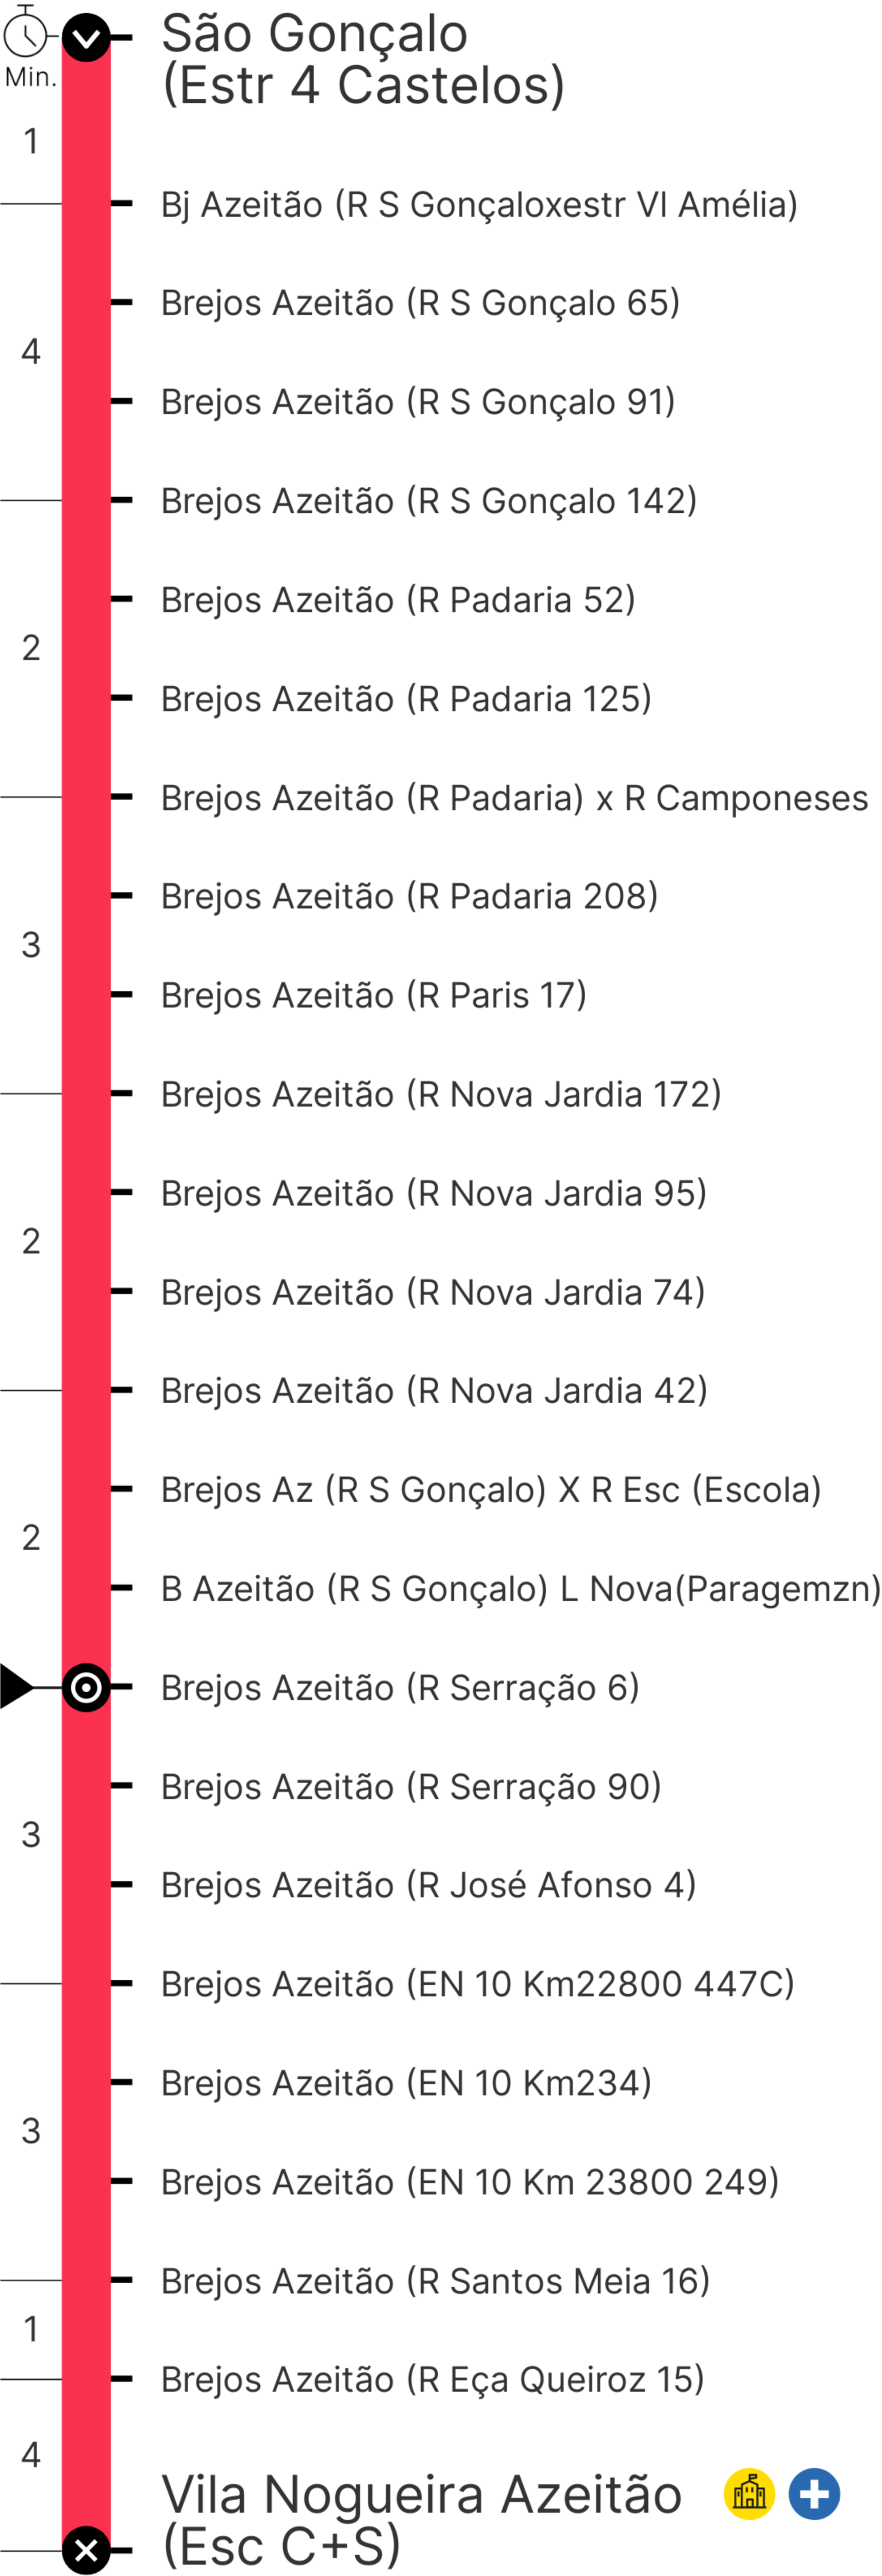 Min.
São Gonçalo
(Estr 4 Castelos)
1
Bj Azeitão (R S Gonçaloxestr Vl Amélia)
Brejos Azeitão (R S Gonçalo 65)
4
Brejos Azeitão (R S Gonçalo 91)
Brejos Azeitão (R S Gonçalo 142)
Brejos Azeitão (R Padaria 52)
2
Brejos Azeitão (R Padaria 125)
Brejos Azeitão (R Padaria) x R Camponeses
Brejos Azeitão (R Padaria 208)
3
Brejos Azeitão (R Paris 17)
Brejos Azeitão (R Nova Jardia 172)
Brejos Azeitão (R Nova Jardia 95)
2
Brejos Azeitão (R Nova Jardia 74)
Brejos Azeitão (R Nova Jardia 42)
Brejos Az (R S Gonçalo) X R Esc (Escola)
2
B Azeitão (R S Gonçalo) L Nova(Paragemzn)
Brejos Azeitão (R Serração 6)
Brejos Azeitão (R Serração 90)
3
Brejos Azeitão (R José Afonso 4)
Brejos Azeitão (EN 10 Km22800 447C)
Brejos Azeitão (EN 10 Km234)
3
Brejos Azeitão (EN 10 Km 23800 249)
Brejos Azeitão (R Santos Meia 16)
1
Brejos Azeitão (R Eça Queiroz 15)
4
Vila Nogueira Azeitão
(Esc C+S)